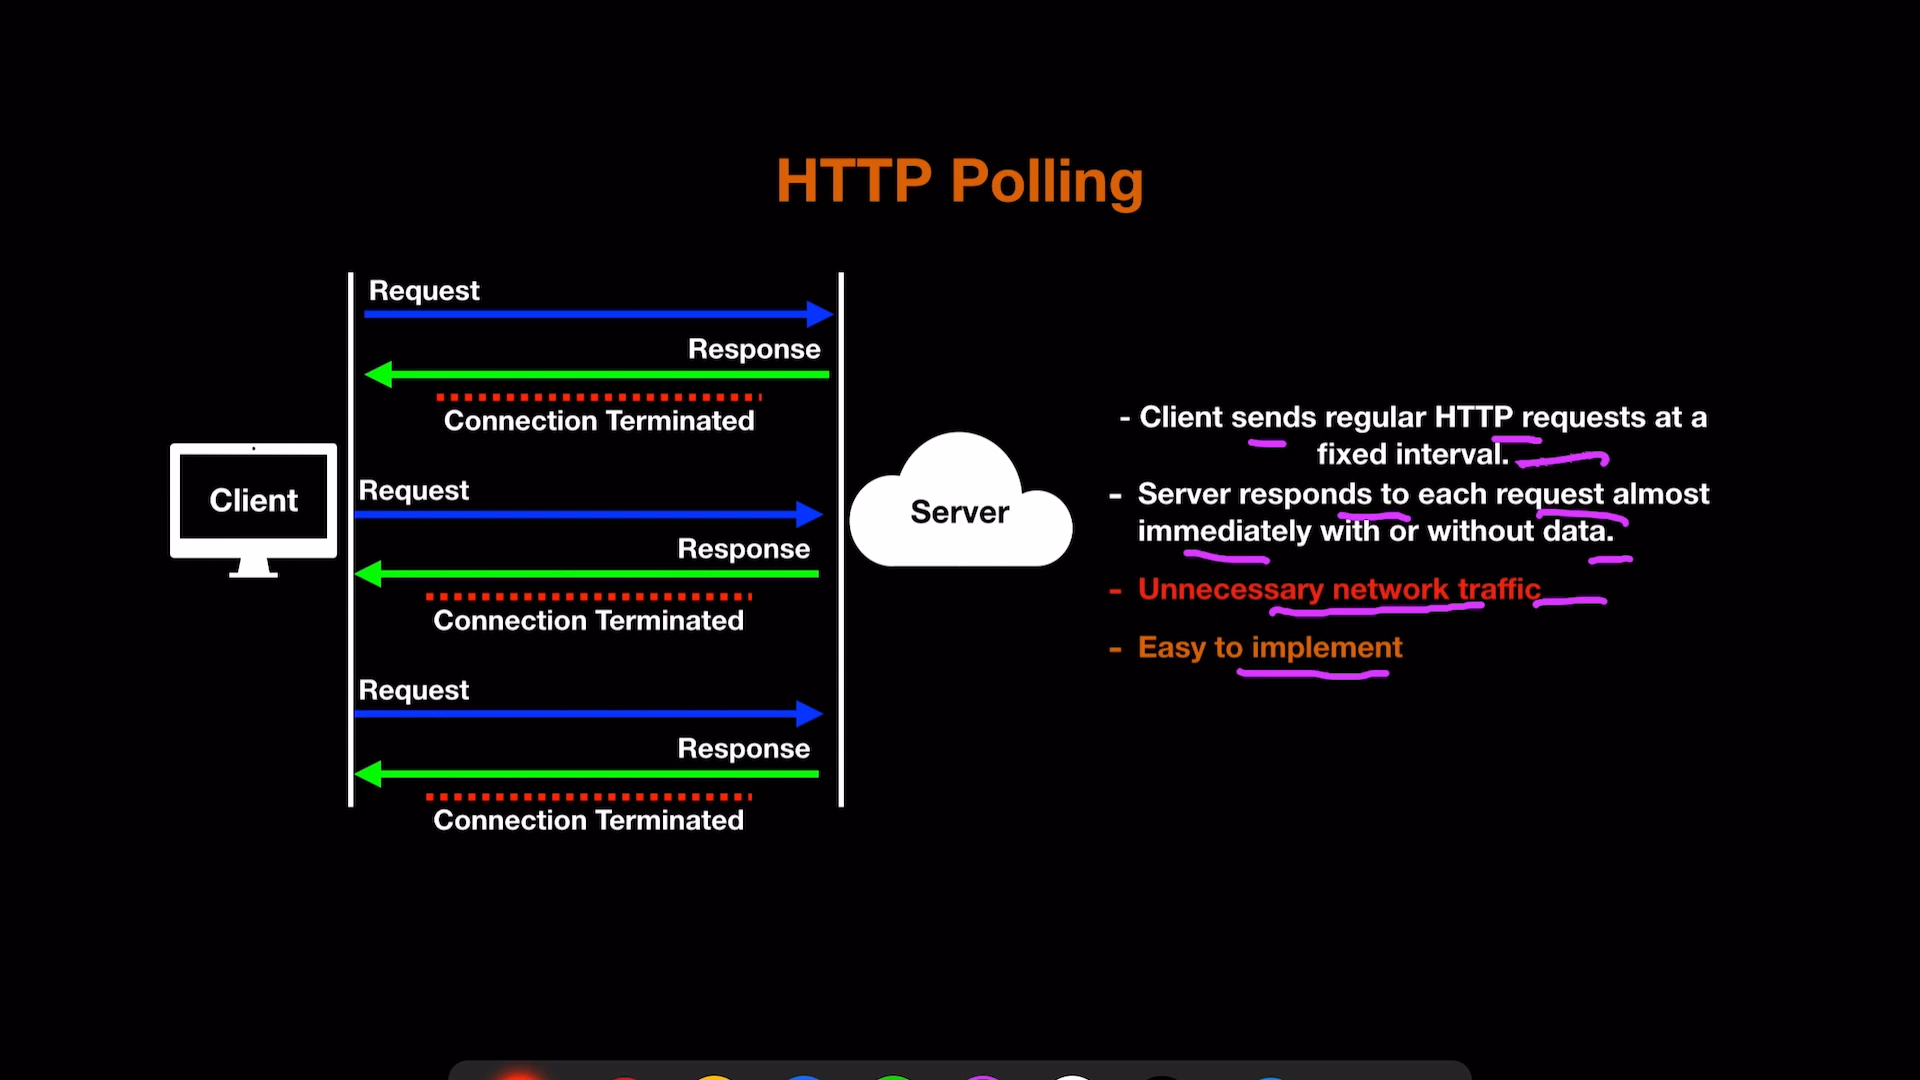 HTTP Polling
Request
Response
Connection Terminated
Client
Request
Response
Connection Terminated
Request
Response
Connection Terminated
Server
- Client sends regular HTTP requests at a
fixed interval.
- Server responds to each request almost
immediately with or without data.
- Unnecessary network traffic
- Easy to implement